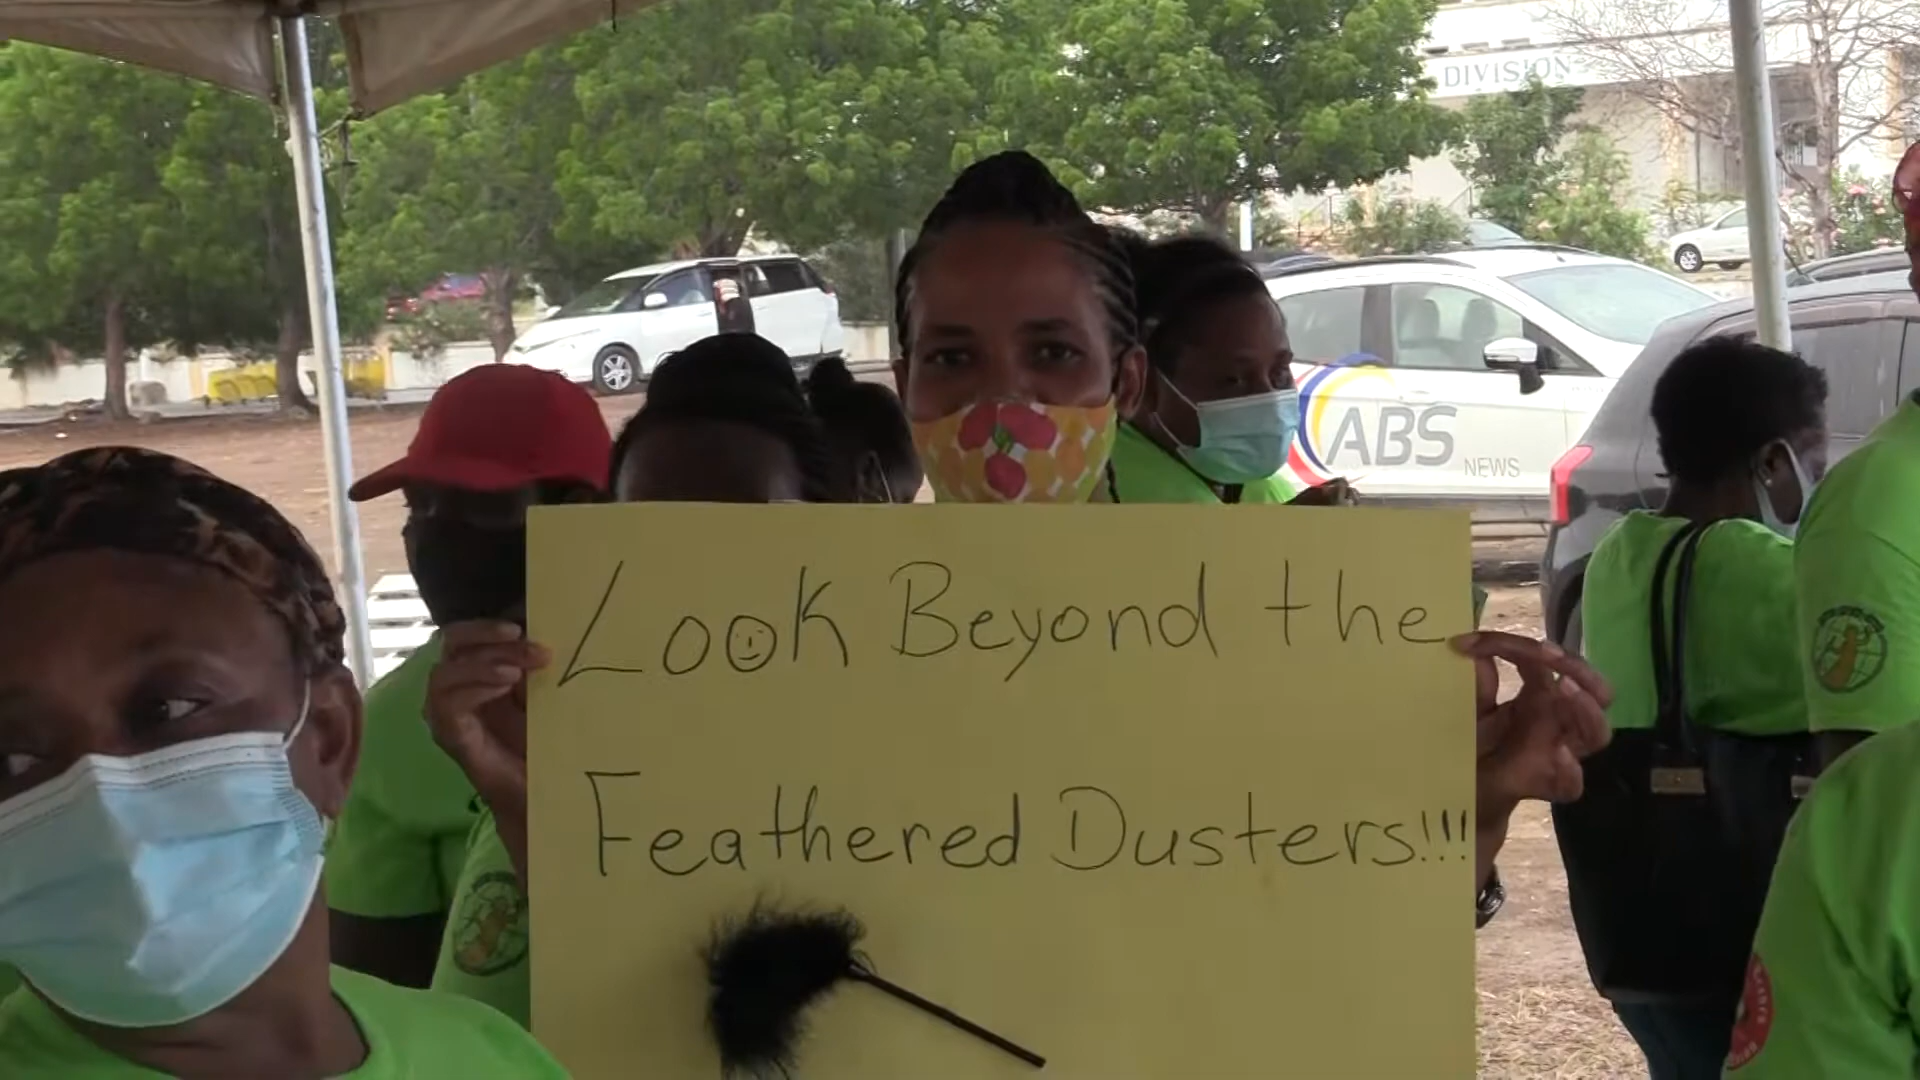 DIVISION
ABS
NEWS
Look Beyond the
Feathered Dusters!!!